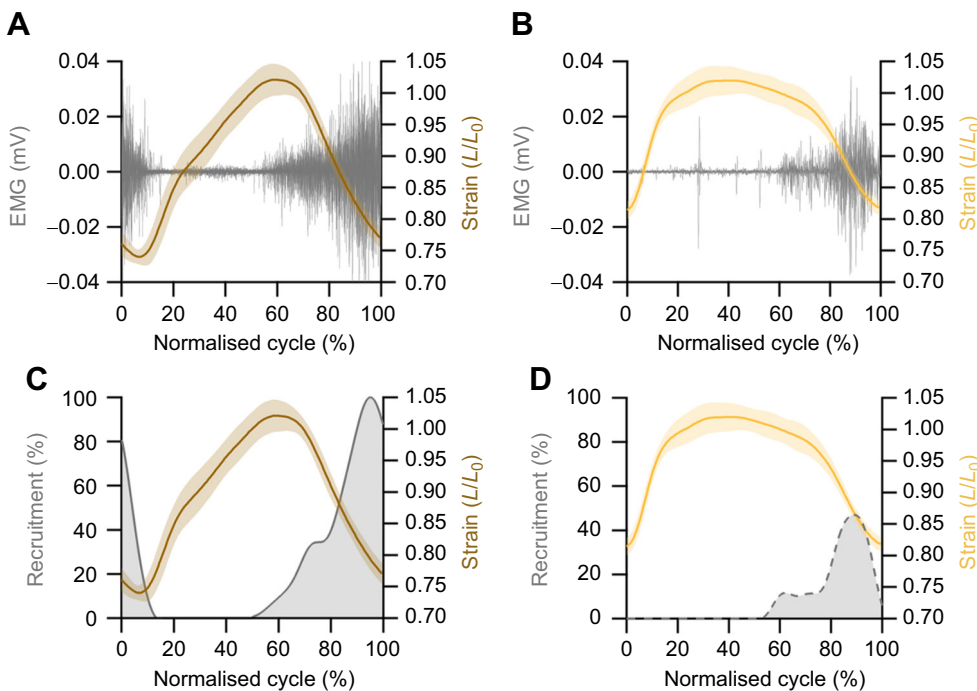 A
0.04
0.02
0.00
−0.02
−0.04
EMG (mV)
1.05
1.00
0.95
0.90
0.85
0.80
0.75
0.70
Strain (L/L0)
0 20 40 60 80 100
Normalised cycle (%)
B
0.04
0.02
0.00
−0.02
−0.04
EMG (mV)
1.05
1.00
0.95
0.90
0.85
0.80
0.75
0.70
Strain (L/L0)
0 20 40 60 80 100
Normalised cycle (%)
C
100
80
60
40
20
0
Recruitment (%)
1.05
1.00
0.95
0.90
0.85
0.80
0.75
0.70
Strain (L/L0)
0 20 40 60 80 100
Normalised cycle (%)
D
100
80
60
40
20
0
Recruitment (%)
1.05
1.00
0.95
0.90
0.85
0.80
0.75
0.70
Strain (L/L0)
0 20 40 60 80 100
Normalised cycle (%)